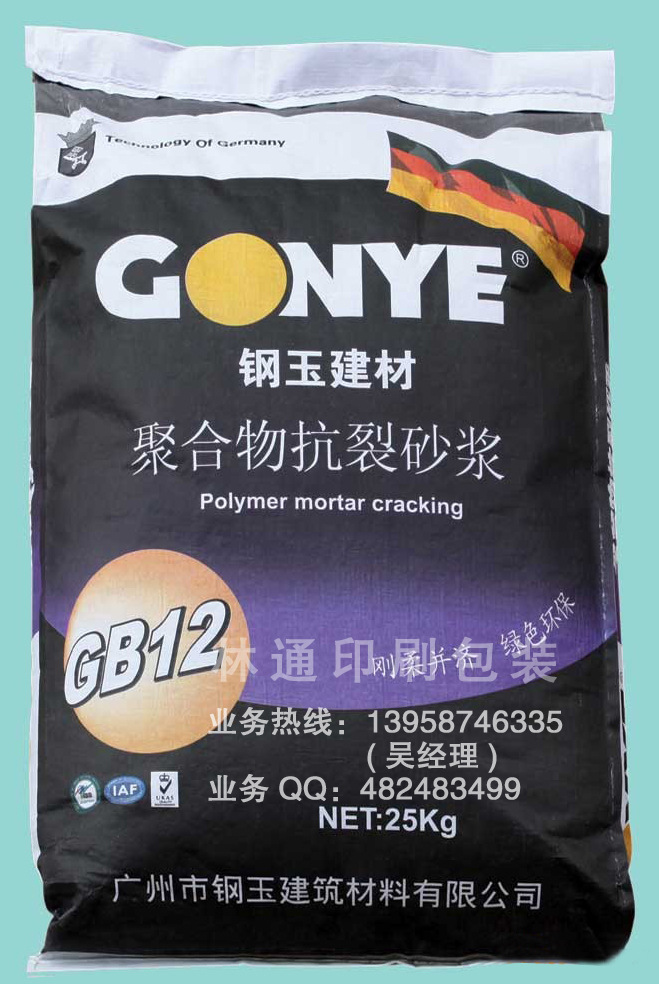 Technology Of Germany
GONYE®
钢玉建材
聚合物抗裂砂浆
Polymer mortar cracking
GB12
林通印刷包装
刚柔并济 绿色环保
业务热线：13958746335
（吴经理）
业务QQ：482483499
IAF
UKAS
NET:25Kg
广州市钢玉建筑材料有限公司